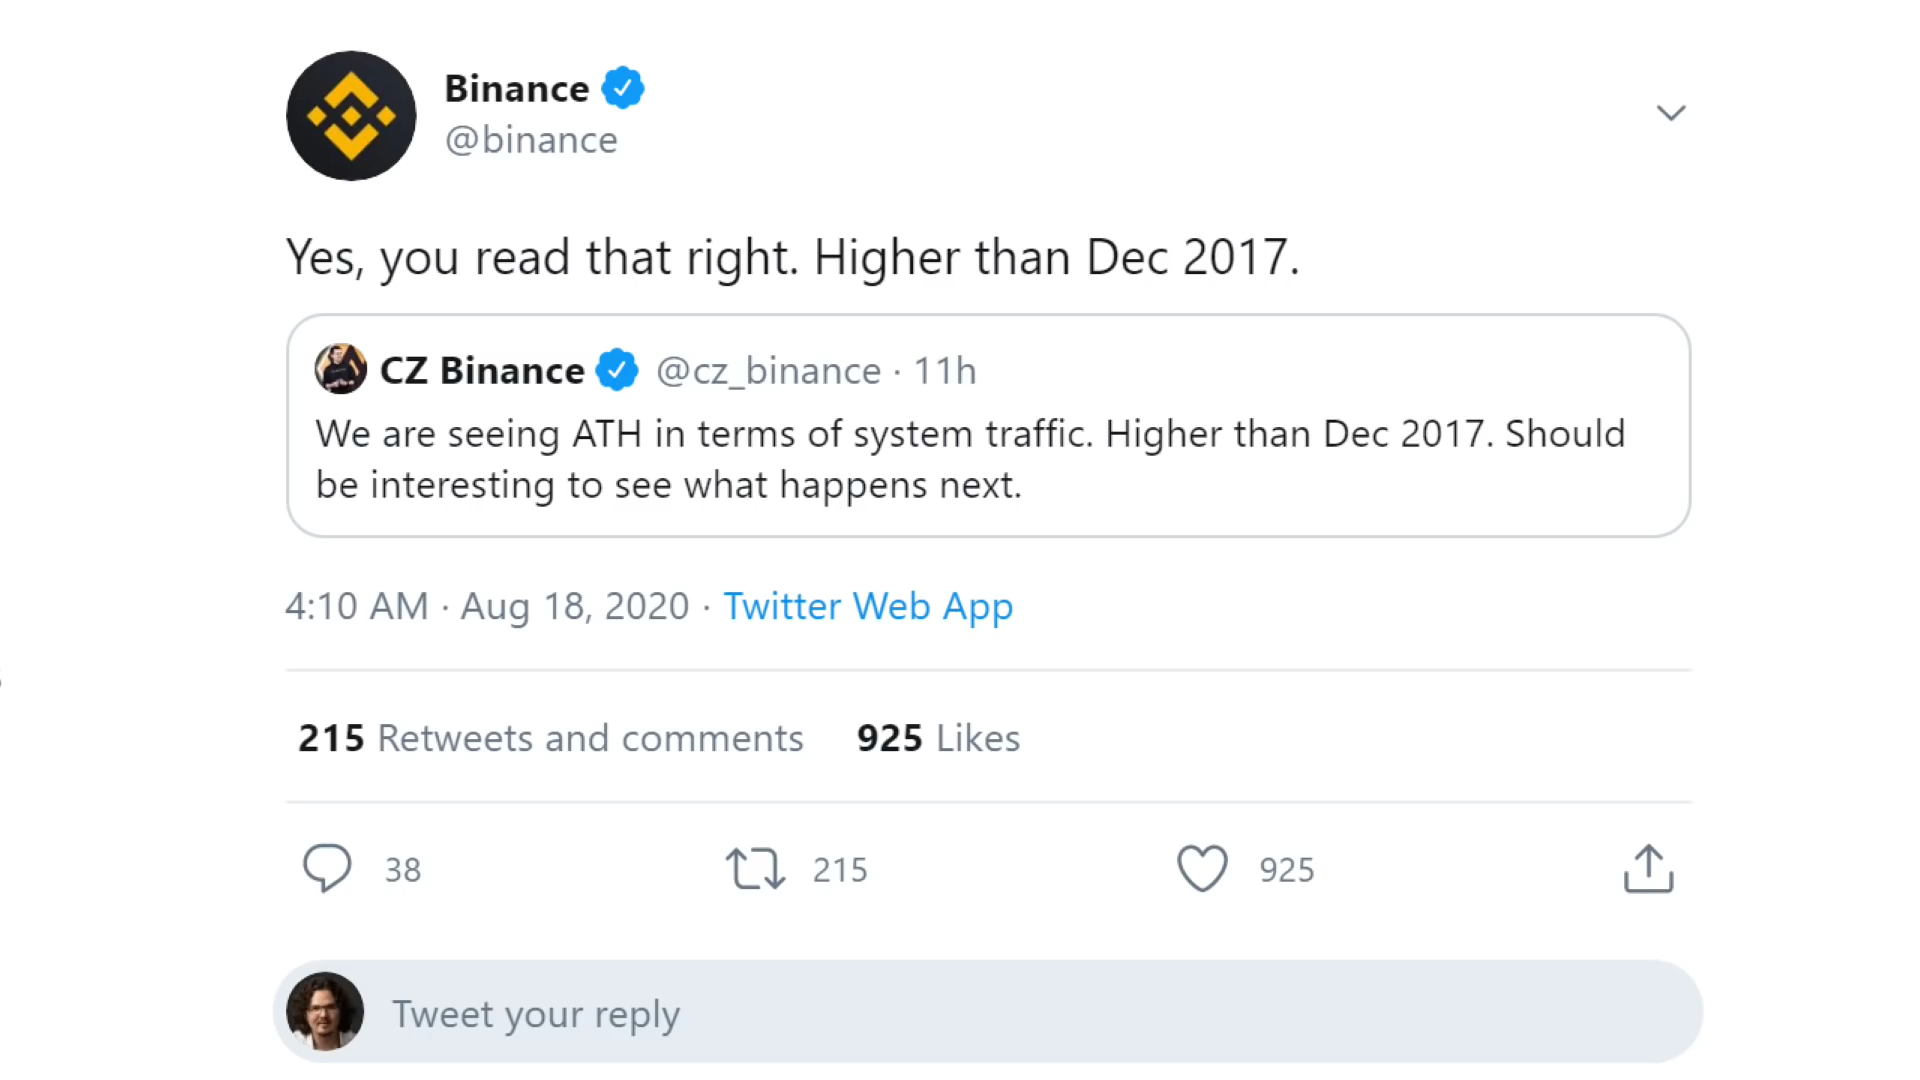 Binance
@binance
Yes, you read that right. Higher than Dec 2017.
CZ Binance @cz_binance · 11h
We are seeing ATH in terms of system traffic. Higher than Dec 2017. Should
be interesting to see what happens next.
4:10 AM · Aug 18, 2020 · Twitter Web App
215 Retweets and comments 925 Likes
38 215 925
Tweet your reply